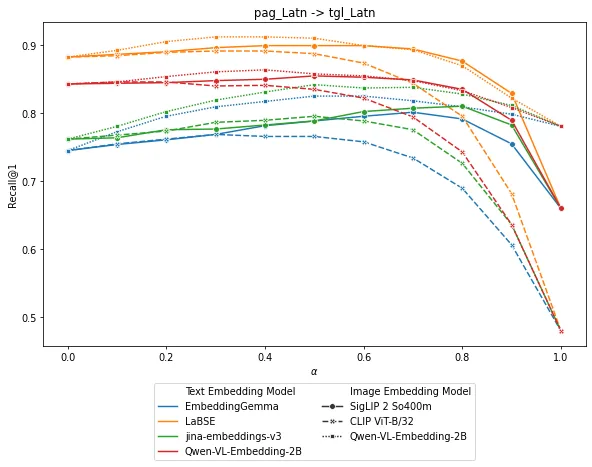 pag_Latn -> tgl_Latn
Recall@1
0.9
0.8
0.7
0.6
0.5
0.0
0.2
0.4
0.6
0.8
1.0
α
Text Embedding Model
EmbeddingGemma
LaBSE
jina-embeddings-v3
Qwen-VL-Embedding-2B
Image Embedding Model
SigLIP 2 So400m
CLIP ViT-B/32
Qwen-VL-Embedding-2B